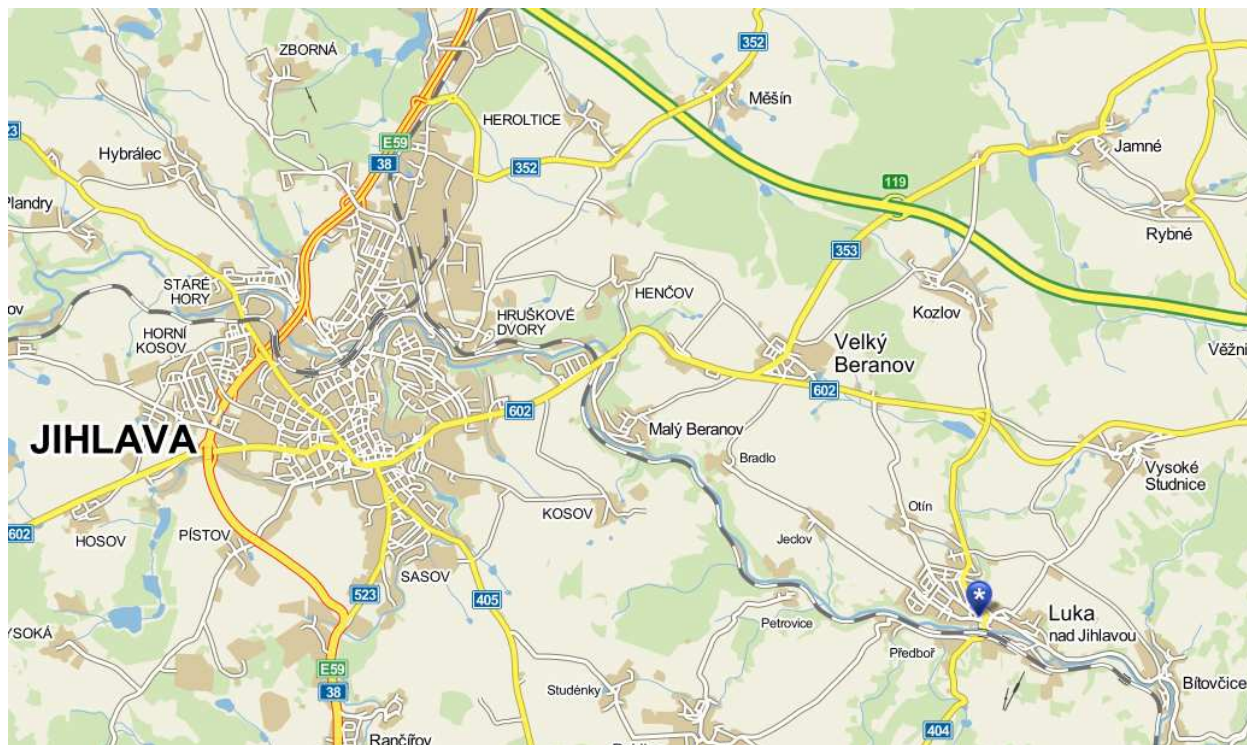 ZBORNÁ
352
Měšín
HEROLTICE
E59
38
352
Hybrálec
Jamné
119
Rybné
353
STARÉ
HORY
HENČOV
Kozlov
HORNÍ
KOSOV
HRUŠKOVÉ
DVORY
Velký
Beranov
602
602
JIHLAVA
Malý Beranov
Bradlo
Vysoké
Studnice
602
HOSOV
PÍSTOV
KOSOV
Otín
Jeclov
SASOV
523
405
*
Luka
nad Jihlavou
Petrovice
Předboř
E59
38
Studénky
Bítovčice
404
Rančířov